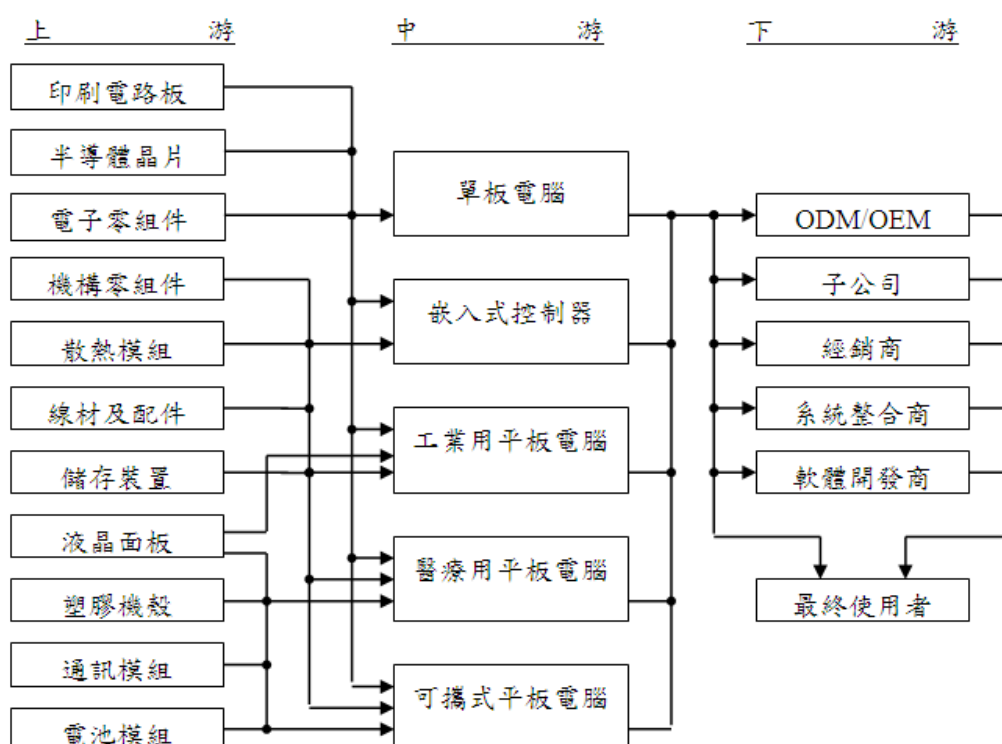 上游
中游
下游
印刷電路板
半導體晶片
電子零組件
機構零組件
散熱模組
線材及配件
儲存裝置
液晶面板
塑膠機殼
通訊模組
電池模組
單板電腦
嵌入式控制器
工業用平板電腦
醫療用平板電腦
可攜式平板電腦
ODM/OEM
子公司
經銷商
系統整合商
軟體開發商
最終使用者